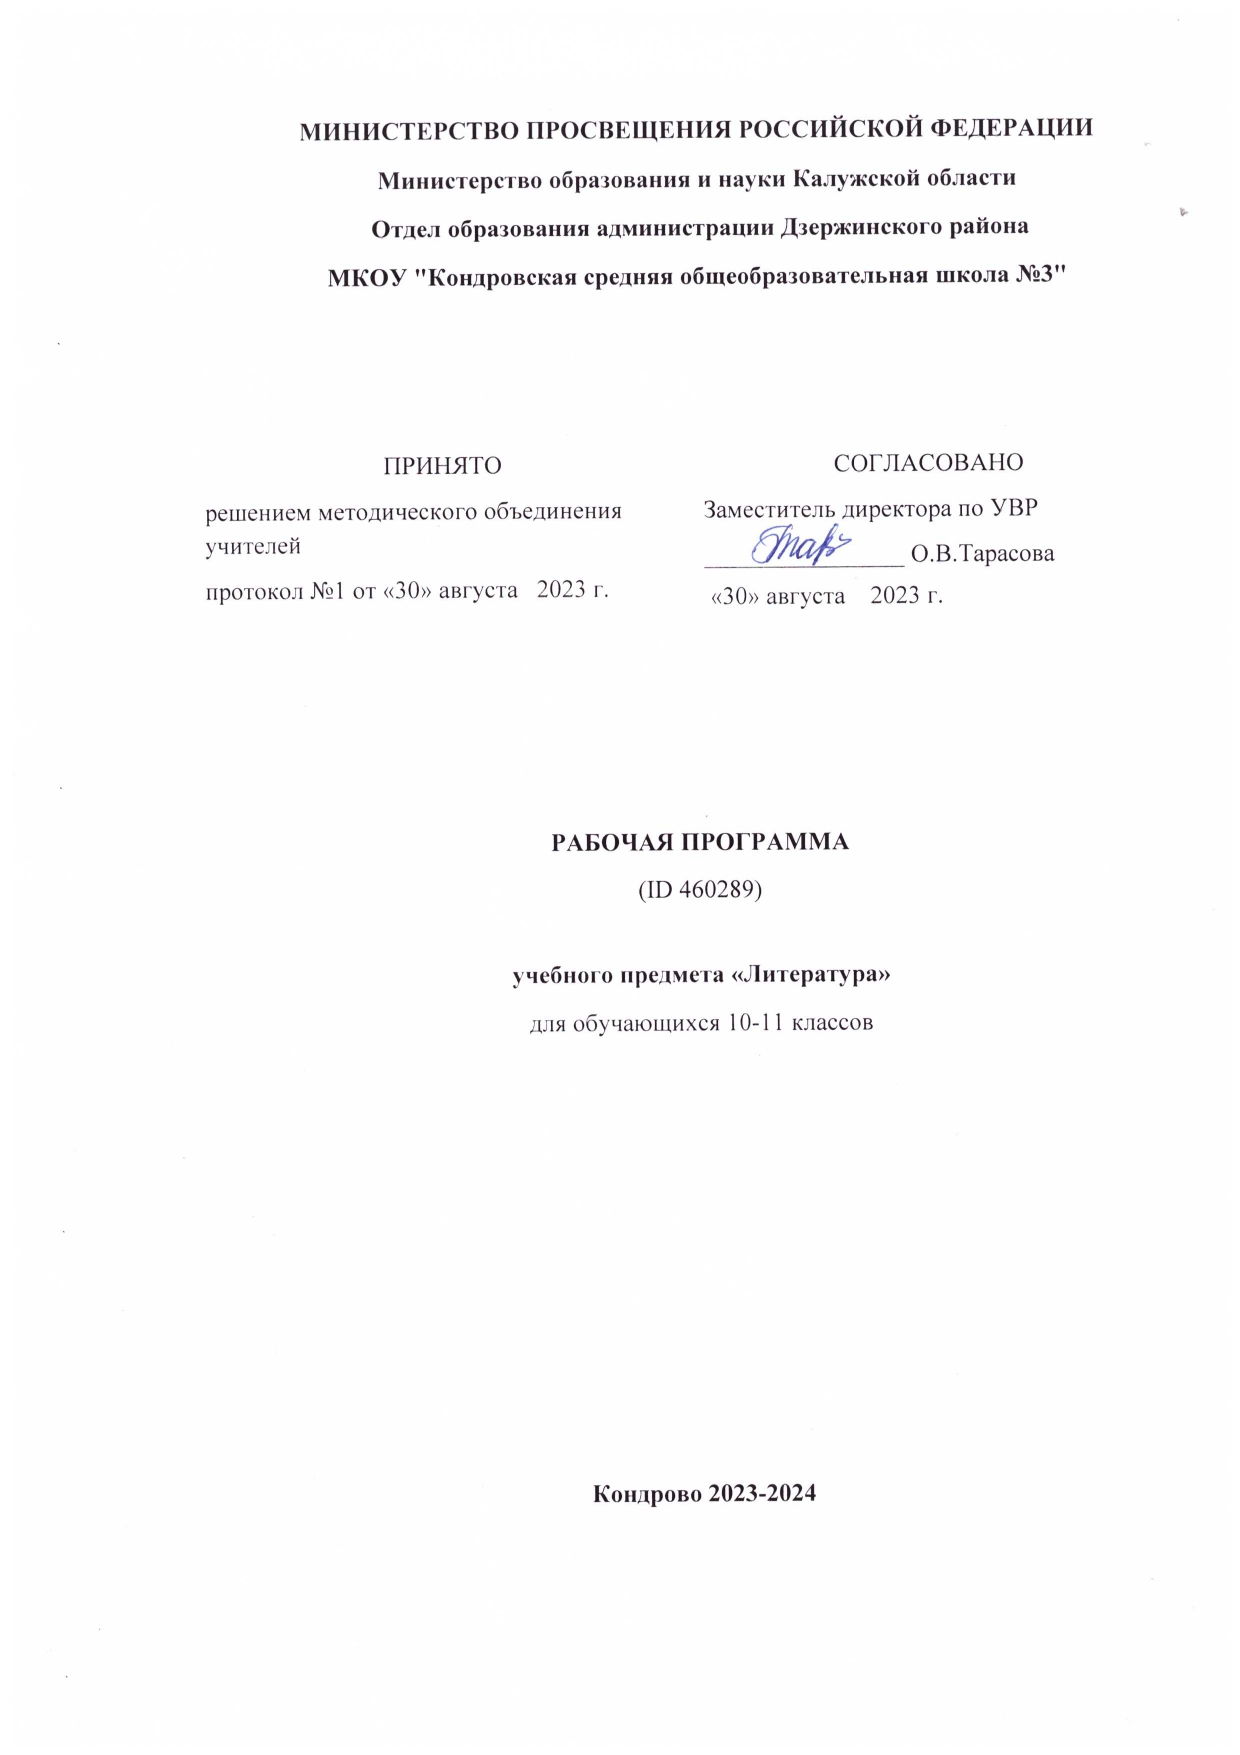 МИНИСТЕРСТВО ПРОСВЕЩЕНИЯ РОССИЙСКОЙ ФЕДЕРАЦИИ
Министерство образования и науки Калужской области
Отдел образования администрации Дзержинского района
МКОУ "Кондровская средняя общеобразовательная школа №3"
ПРИНЯТО
решением методического объединения
учителей
протокол №1 от «30» августа 2023 г.
СОГЛАСОВАНО
Заместитель директора по УВР
О.В.Тарасова
«30» августа 2023 г.
РАБОЧАЯ ПРОГРАММА
(ID 460289)
учебного предмета «Литература»
для обучающихся 10-11 классов
Кондрово 2023-2024